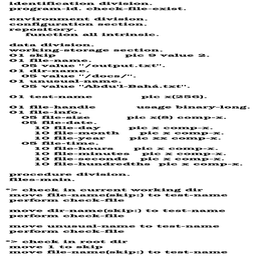 identification division.
program-id. check-file-exist.
environment division.
configuration section.
repository.
function all intrinsic.
data division.
working-storage section.
01 skip pic 9 value 2.
01 file-name.
05 value "/output.txt".
01 dir-name.
05 value "/docs/".
01 unusual-name.
05 value "/Abdu'l-Bahá.txt".
01 test-name pic x(256).
01 file-handle usage binary-long.
01 file-info.
05 file-size pic x(8) comp-x.
05 file-date.
10 file-day pic x comp-x.
10 file-month pic x comp-x.
10 file-year pic xx comp-x.
05 file-time.
10 file-hours pic x comp-x.
10 file-minutes pic x comp-x.
10 file-seconds pic x comp-x.
10 file-hundredths pic x comp-x.
procedure division.
files-main.
*> check in current working dir
move file-name(skip:) to test-name
perform check-file
move dir-name(skip:) to test-name
perform check-file
move unusual-name to test-name
perform check-file
*> check in root dir
move 1 to skip
move file-name(skip:) to test-name